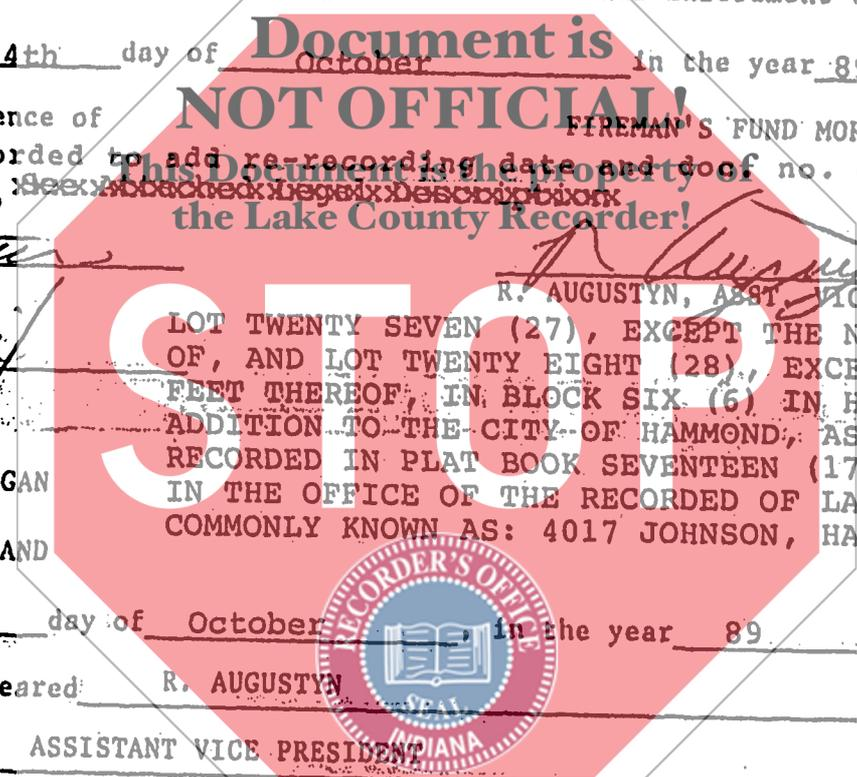 Document is
4th day of October in the year 8
NOT OFFICIAL!
ence of FIREMAN'S FUND MOR
orded to add re-recording date and doc. no.
This Document is the property of
See Attached Legal Description
the Lake County Recorder!
R. AUGUSTYN, ASST. VIC
STOP
LOT TWENTY SEVEN (27), EXCEPT THE N
OF, AND LOT TWENTY EIGHT (28), EXCE
FEET THEREOF, IN BLOCK SIX (6) IN H
ADDITION TO THE CITY OF HAMMOND, AS
RECORDED IN PLAT BOOK SEVENTEEN (17
GAN
IN THE OFFICE OF THE RECORDED OF LA
COMMONLY KNOWN AS: 4017 JOHNSON, HA
AND
RECORDER'S OFFICE
day of October, in the year 89
eared R. AUGUSTYN
SEAL
INDIANA
ASSISTANT VICE PRESIDENT